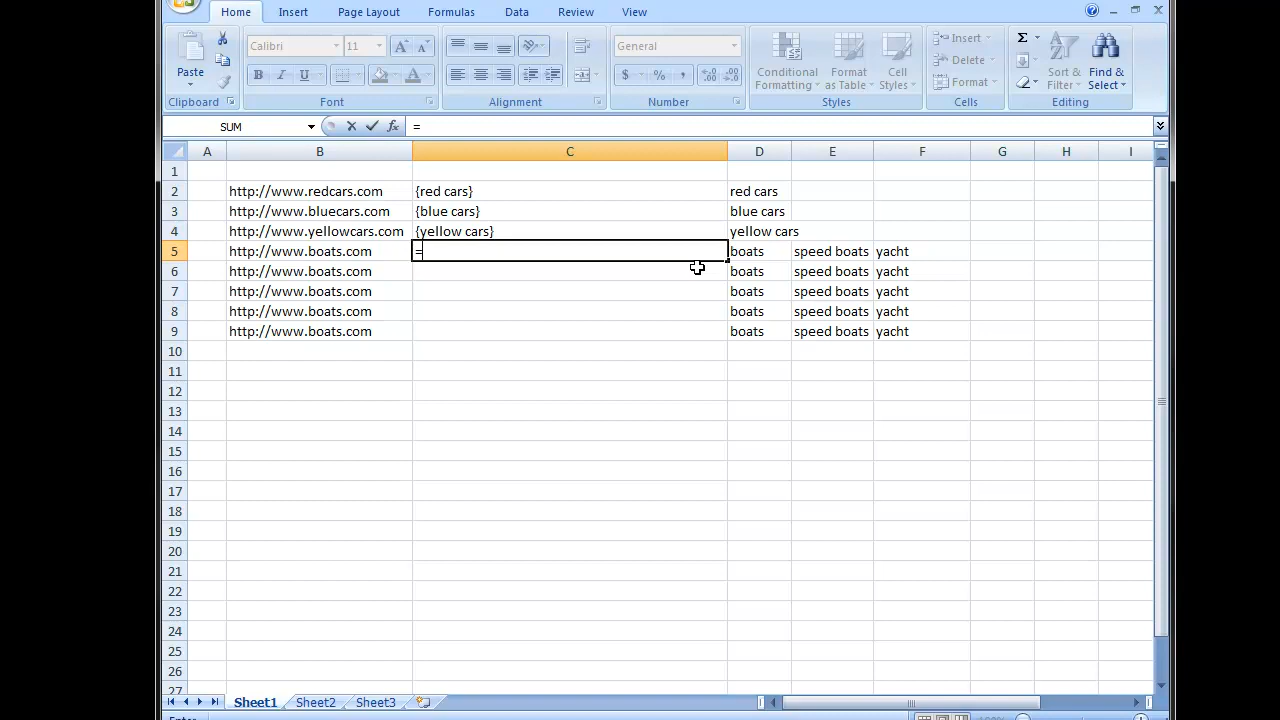 Home Insert Page Layout Formulas Data Review View
Calibri 11 General Insert Σ
Paste Conditional Format Cell Delete Sort & Find &
B I U $ % , Formatting as Table Styles Format Filter Select
Clipboard Font Alignment Number Styles Cells Editing
SUM fx =
A B C D E F G H I
1
2 http://www.redcars.com {red cars} red cars
3 http://www.bluecars.com {blue cars} blue cars
4 http://www.yellowcars.com {yellow cars} yellow cars
5 http://www.boats.com = boats speed boats yacht
6 http://www.boats.com boats speed boats yacht
7 http://www.boats.com boats speed boats yacht
8 http://www.boats.com boats speed boats yacht
9 http://www.boats.com boats speed boats yacht
10
11
12
13
14
15
16
17
18
19
20
21
22
23
24
25
26
27
Sheet1 Sheet2 Sheet3